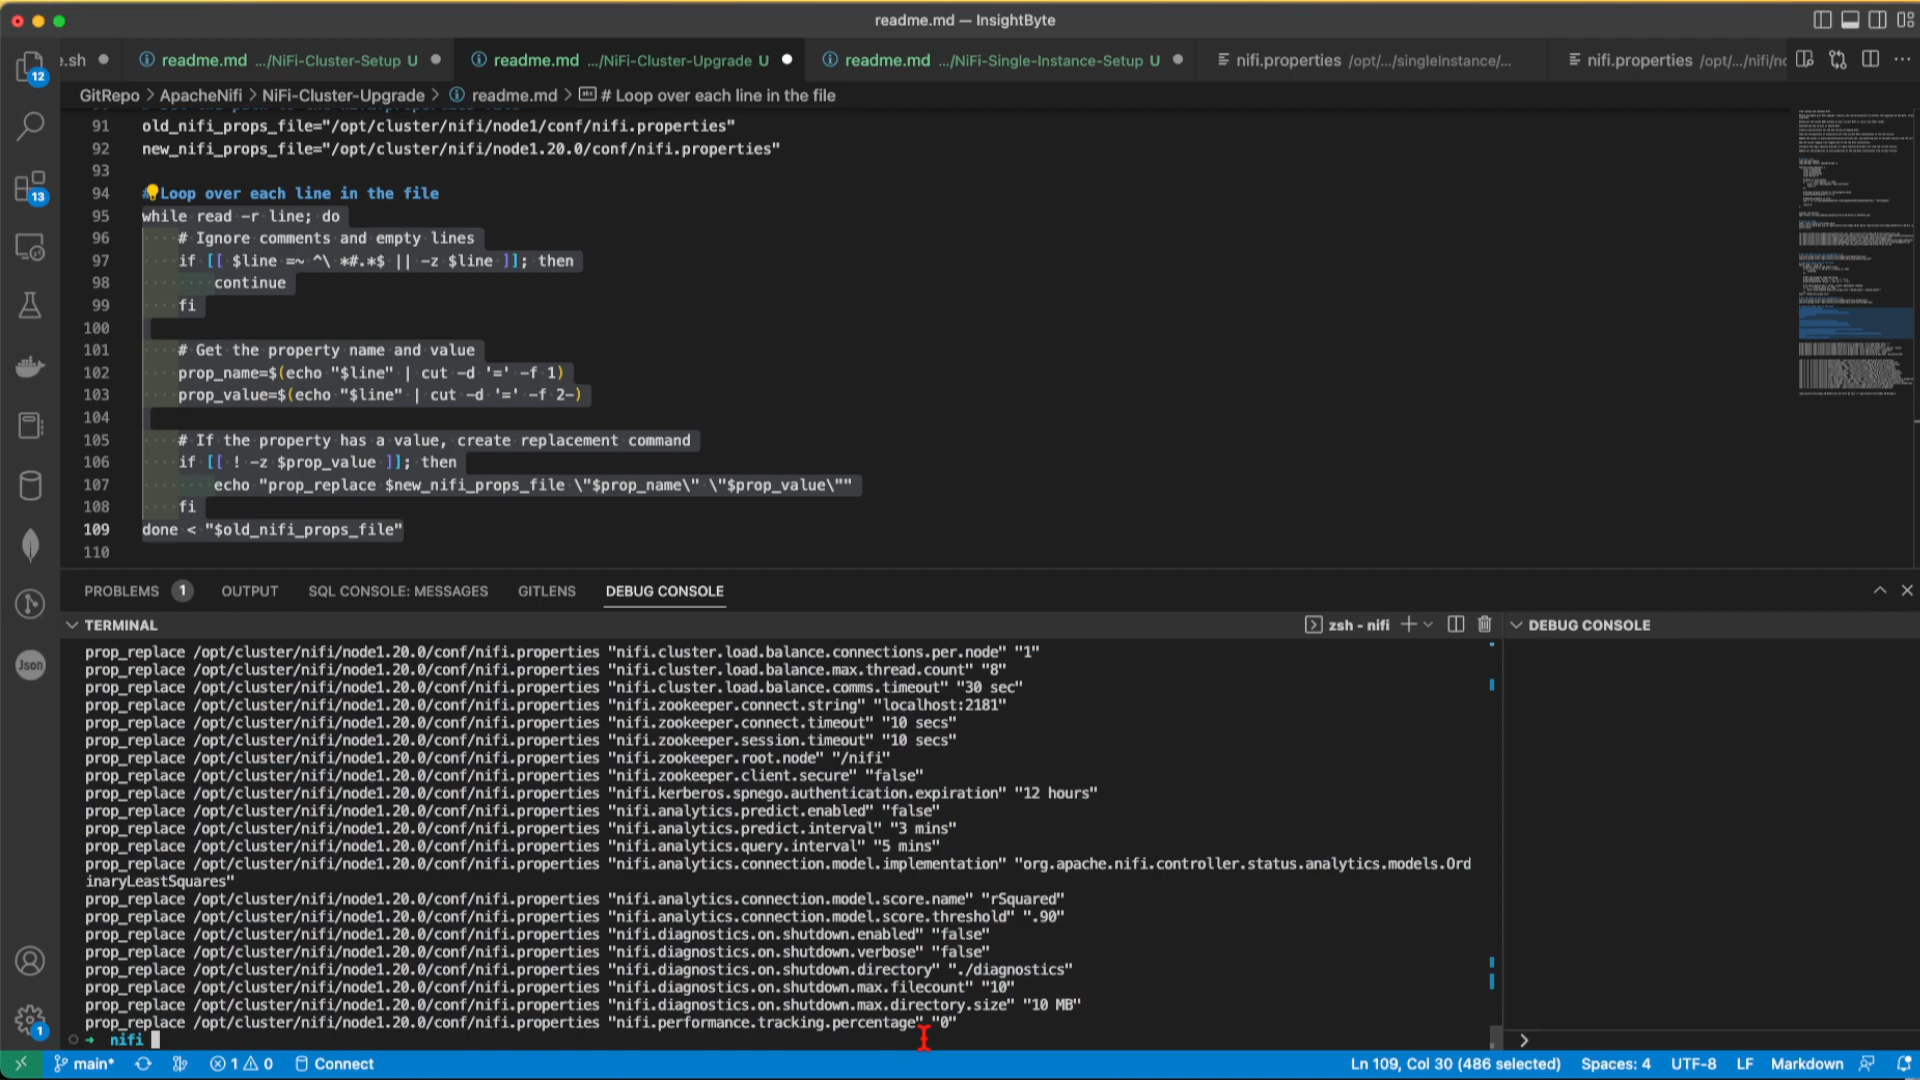 readme.md — InsightByte
.sh
readme.md .../NiFi-Cluster-Setup U
readme.md .../NiFi-Cluster-Upgrade U
readme.md .../NiFi-Single-Instance-Setup U
nifi.properties /opt/.../singleInstance/...
nifi.properties /opt/.../nifi/no
GitRepo > ApacheNifi > NiFi-Cluster-Upgrade > readme.md > # Loop over each line in the file
91 old_nifi_props_file="/opt/cluster/nifi/node1/conf/nifi.properties"
92 new_nifi_props_file="/opt/cluster/nifi/node1.20.0/conf/nifi.properties"
93
94 # Loop over each line in the file
95 while read -r line; do
96 # Ignore comments and empty lines
97 if [[ $line =~ ^\ *#.*$ || -z $line ]]; then
98 continue
99 fi
100
101 # Get the property name and value
102 prop_name=$(echo "$line" | cut -d '=' -f 1)
103 prop_value=$(echo "$line" | cut -d '=' -f 2-)
104
105 # If the property has a value, create replacement command
106 if [[ ! -z $prop_value ]]; then
107 echo "prop_replace $new_nifi_props_file \"$prop_name\" \"$prop_value\""
108 fi
109 done < "$old_nifi_props_file"
110
PROBLEMS 1 OUTPUT SQL CONSOLE: MESSAGES GITLENS DEBUG CONSOLE
TERMINAL
zsh - nifi
DEBUG CONSOLE
prop_replace /opt/cluster/nifi/node1.20.0/conf/nifi.properties "nifi.cluster.load.balance.connections.per.node" "1"
prop_replace /opt/cluster/nifi/node1.20.0/conf/nifi.properties "nifi.cluster.load.balance.max.thread.count" "8"
prop_replace /opt/cluster/nifi/node1.20.0/conf/nifi.properties "nifi.cluster.load.balance.comms.timeout" "30 sec"
prop_replace /opt/cluster/nifi/node1.20.0/conf/nifi.properties "nifi.zookeeper.connect.string" "localhost:2181"
prop_replace /opt/cluster/nifi/node1.20.0/conf/nifi.properties "nifi.zookeeper.connect.timeout" "10 secs"
prop_replace /opt/cluster/nifi/node1.20.0/conf/nifi.properties "nifi.zookeeper.session.timeout" "10 secs"
prop_replace /opt/cluster/nifi/node1.20.0/conf/nifi.properties "nifi.zookeeper.root.node" "/nifi"
prop_replace /opt/cluster/nifi/node1.20.0/conf/nifi.properties "nifi.zookeeper.client.secure" "false"
prop_replace /opt/cluster/nifi/node1.20.0/conf/nifi.properties "nifi.kerberos.spnego.authentication.expiration" "12 hours"
prop_replace /opt/cluster/nifi/node1.20.0/conf/nifi.properties "nifi.analytics.predict.enabled" "false"
prop_replace /opt/cluster/nifi/node1.20.0/conf/nifi.properties "nifi.analytics.predict.interval" "3 mins"
prop_replace /opt/cluster/nifi/node1.20.0/conf/nifi.properties "nifi.analytics.query.interval" "5 mins"
prop_replace /opt/cluster/nifi/node1.20.0/conf/nifi.properties "nifi.analytics.connection.model.implementation" "org.apache.nifi.controller.status.analytics.models.Ord
inaryLeastSquares"
prop_replace /opt/cluster/nifi/node1.20.0/conf/nifi.properties "nifi.analytics.connection.model.score.name" "rSquared"
prop_replace /opt/cluster/nifi/node1.20.0/conf/nifi.properties "nifi.analytics.connection.model.score.threshold" ".90"
prop_replace /opt/cluster/nifi/node1.20.0/conf/nifi.properties "nifi.diagnostics.on.shutdown.enabled" "false"
prop_replace /opt/cluster/nifi/node1.20.0/conf/nifi.properties "nifi.diagnostics.on.shutdown.verbose" "false"
prop_replace /opt/cluster/nifi/node1.20.0/conf/nifi.properties "nifi.diagnostics.on.shutdown.directory" "./diagnostics"
prop_replace /opt/cluster/nifi/node1.20.0/conf/nifi.properties "nifi.diagnostics.on.shutdown.max.filecount" "10"
prop_replace /opt/cluster/nifi/node1.20.0/conf/nifi.properties "nifi.diagnostics.on.shutdown.max.directory.size" "10 MB"
prop_replace /opt/cluster/nifi/node1.20.0/conf/nifi.properties "nifi.performance.tracking.percentage" "0"
→ nifi
12
13
Json
1
main* 1 0 Connect
Ln 109, Col 30 (486 selected) Spaces: 4 UTF-8 LF Markdown